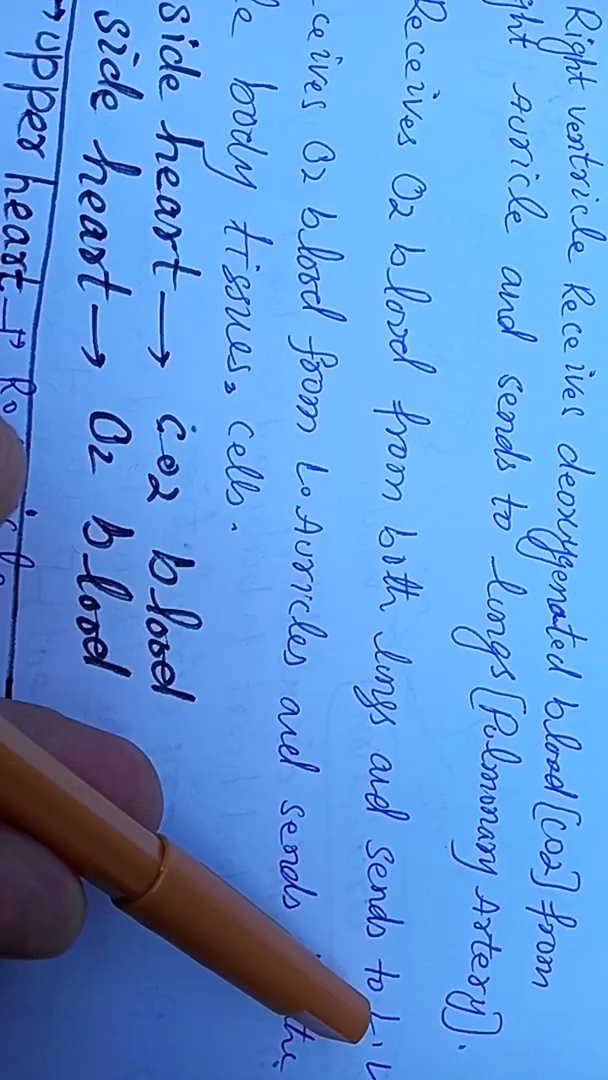 Right ventricle Receives deoxygenated blood [CO2] from
ght Auricle and sends to lungs [Pulmonary Artery].
Receives O2 blood from both lungs and sends to L.V
ceives O2 blood from L. Auricles and sends the
body tissues, cells.
side heart → CO2 blood
side heart → O2 blood
→ upper heart →